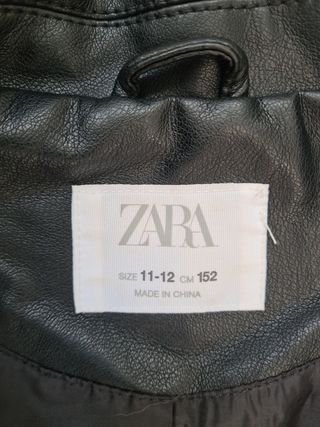 ZARA
SIZE 11-12 CM 152
MADE IN CHINA